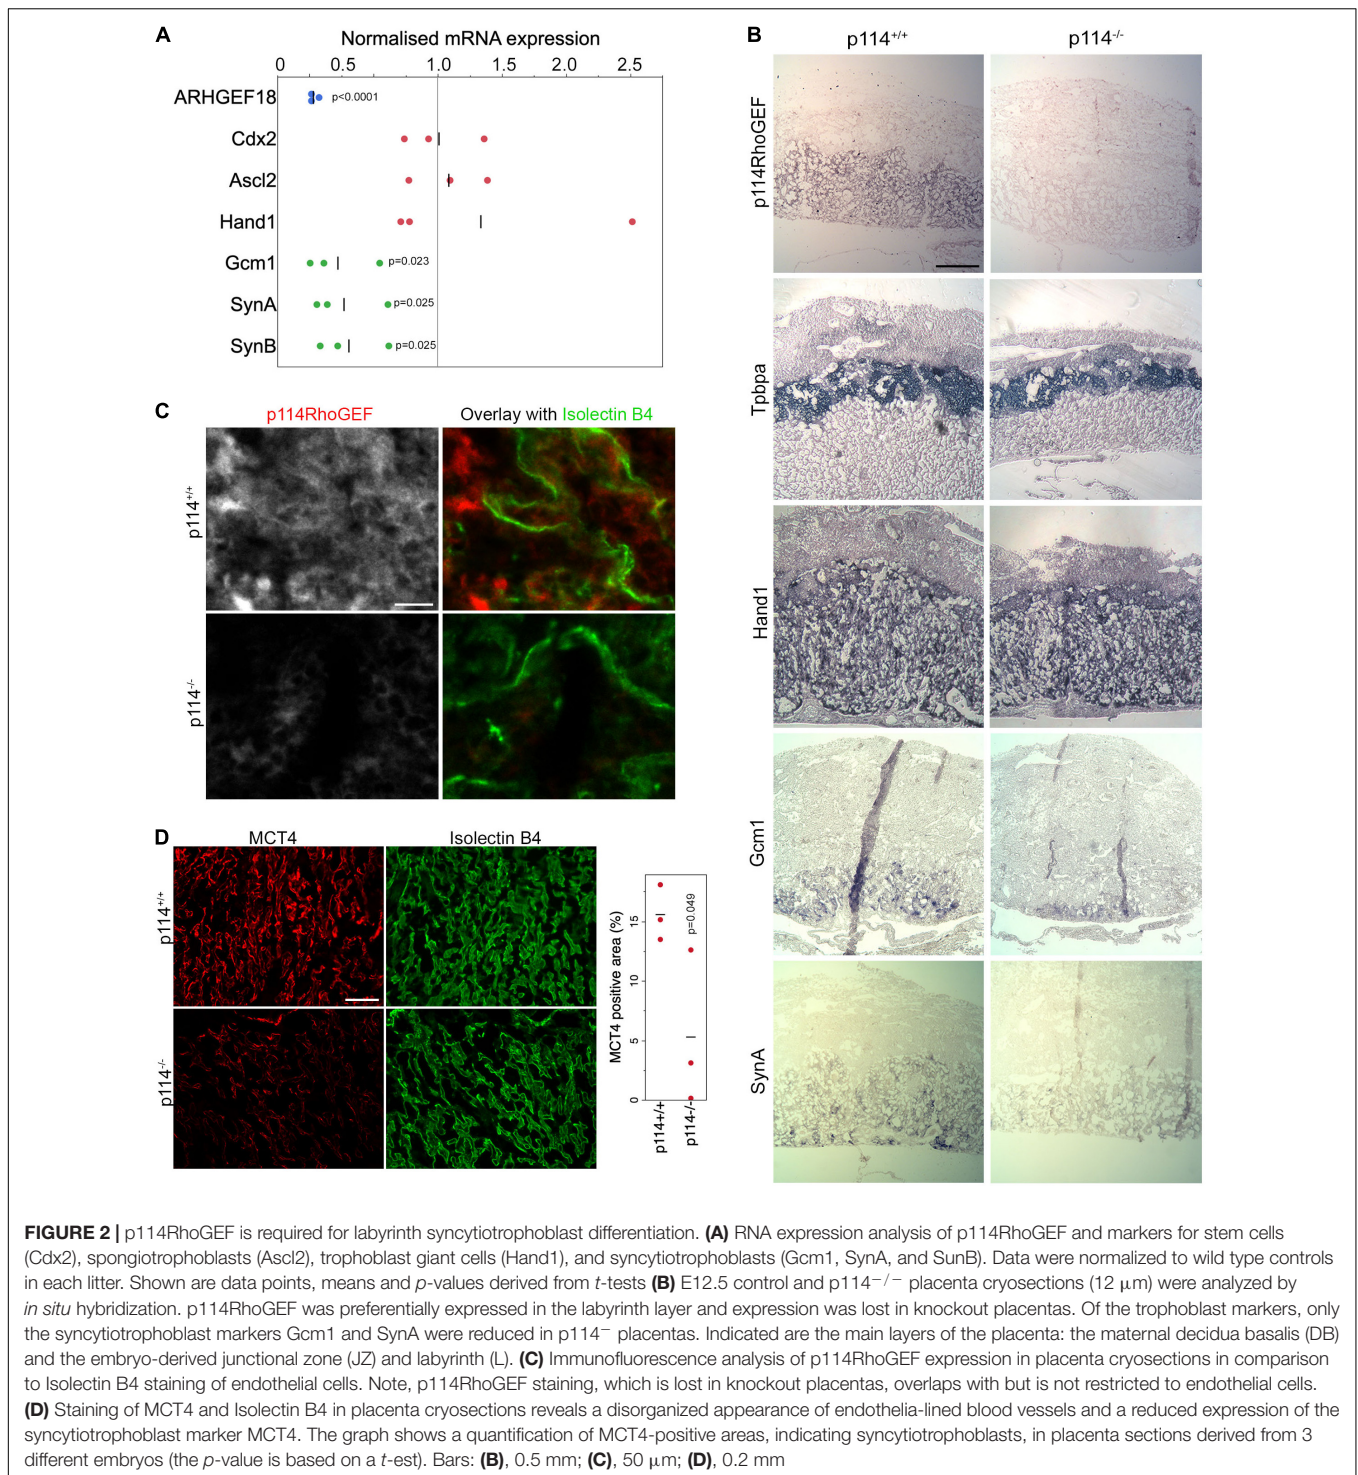 A
Normalised mRNA expression
0 0.5 1.0 2.0 2.5
ARHGEF18 p<0.0001
Cdx2
Ascl2
Hand1
Gcm1 p=0.023
SynA p=0.025
SynB p=0.025
B
p114+/+ p114-/-
p114RhoGEF
Tpbpa
Hand1
Gcm1
SynA
C
p114RhoGEF Overlay with Isolectin B4
p114+/+
p114-/-
D
MCT4 Isolectin B4
p114+/+
p114-/-
MCT4 positive area (%)
15
10
5
0
p=0.049
p114+/+
p114-/-
FIGURE 2 | p114RhoGEF is required for labyrinth syncytiotrophoblast differentiation. (A) RNA expression analysis of p114RhoGEF and markers for stem cells
(Cdx2), spongiotrophoblasts (Ascl2), trophoblast giant cells (Hand1), and syncytiotrophoblasts (Gcm1, SynA, and SunB). Data were normalized to wild type controls
in each litter. Shown are data points, means and p-values derived from t-tests (B) E12.5 control and p114−/− placenta cryosections (12 μm) were analyzed by
in situ hybridization. p114RhoGEF was preferentially expressed in the labyrinth layer and expression was lost in knockout placentas. Of the trophoblast markers, only
the syncytiotrophoblast markers Gcm1 and SynA were reduced in p114− placentas. Indicated are the main layers of the placenta: the maternal decidua basalis (DB)
and the embryo-derived junctional zone (JZ) and labyrinth (L). (C) Immunofluorescence analysis of p114RhoGEF expression in placenta cryosections in comparison
to Isolectin B4 staining of endothelial cells. Note, p114RhoGEF staining, which is lost in knockout placentas, overlaps with but is not restricted to endothelial cells.
(D) Staining of MCT4 and Isolectin B4 in placenta cryosections reveals a disorganized appearance of endothelia-lined blood vessels and a reduced expression of the
syncytiotrophoblast marker MCT4. The graph shows a quantification of MCT4-positive areas, indicating syncytiotrophoblasts, in placenta sections derived from 3
different embryos (the p-value is based on a t-est). Bars: (B), 0.5 mm; (C), 50 μm; (D), 0.2 mm